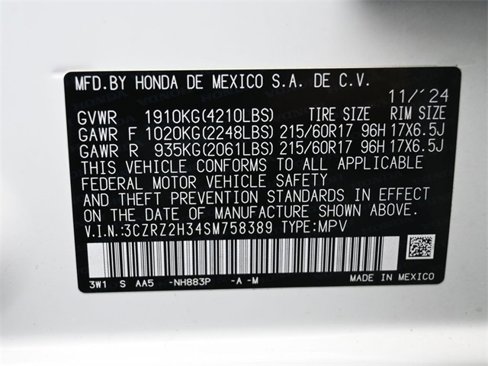 MFD.BY HONDA DE MEXICO S.A. DE C.V.
11/'24
GVWR 1910KG(4210LBS) TIRE SIZE RIM SIZE
GAWR F 1020KG(2248LBS) 215/60R17 96H 17X6.5J
GAWR R 935KG(2061LBS) 215/60R17 96H 17X6.5J
THIS VEHICLE CONFORMS TO ALL APPLICABLE
FEDERAL MOTOR VEHICLE SAFETY
AND THEFT PREVENTION STANDARDS IN EFFECT
ON THE DATE OF MANUFACTURE SHOWN ABOVE.
V.I.N.:3CZRZ2H34SM758389 TYPE:MPV
3W1 S AA5 -NH883P -A -M MADE IN MEXICO